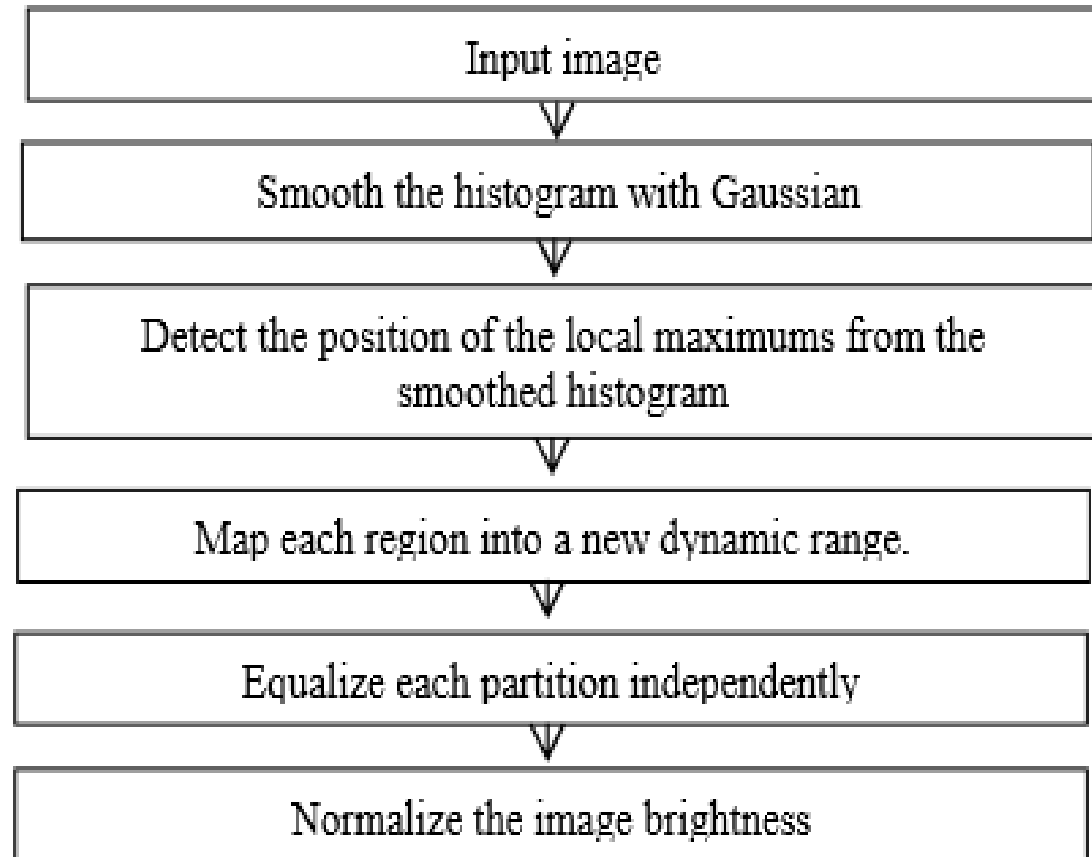 Input image
Smooth the histogram with Gaussian
Detect the position of the local maximums from the
smoothed histogram
Map each region into a new dynamic range.
Equalize each partition independently
Normalize the image brightness